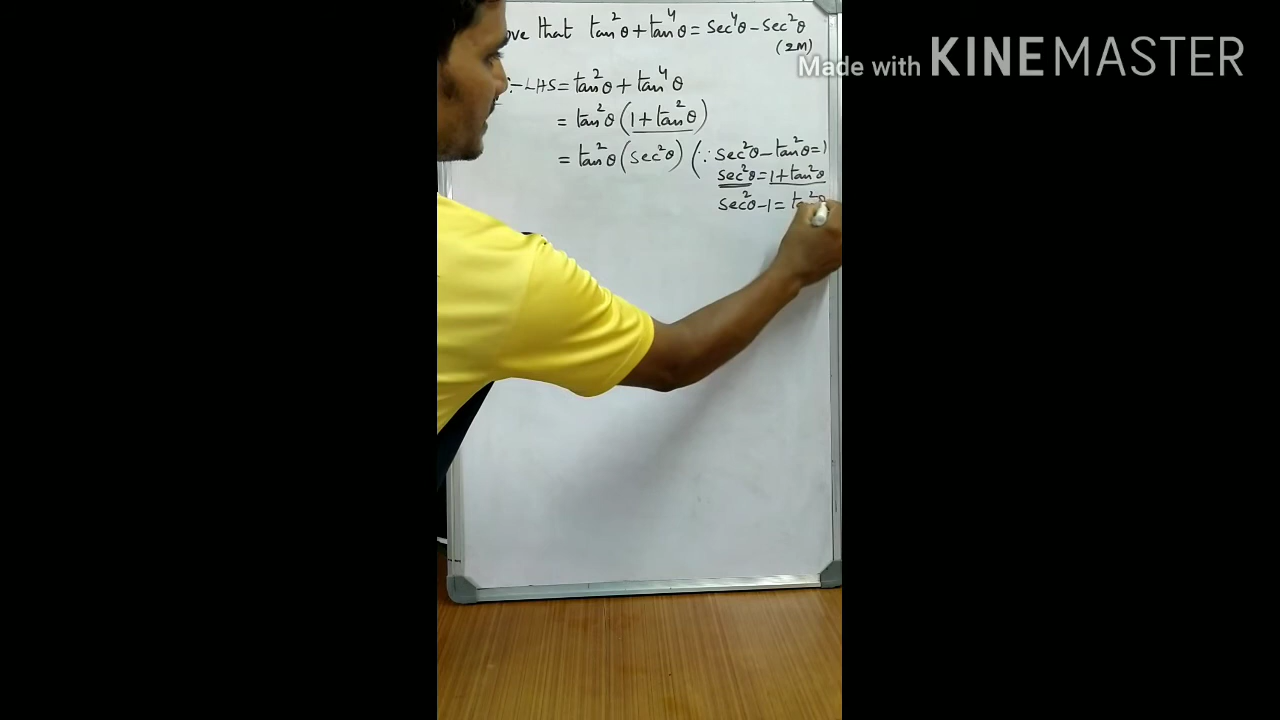 that tan²θ + tan⁴θ = sec⁴θ - sec²θ
(2M)
Made with KINEMASTER
:- LHS = tan²θ + tan⁴θ
= tan²θ (1 + tan²θ)
= tan²θ (sec²θ) (∵ sec²θ - tan²θ = 1
sec²θ = 1 + tan²θ
sec²θ - 1 = tan²θ